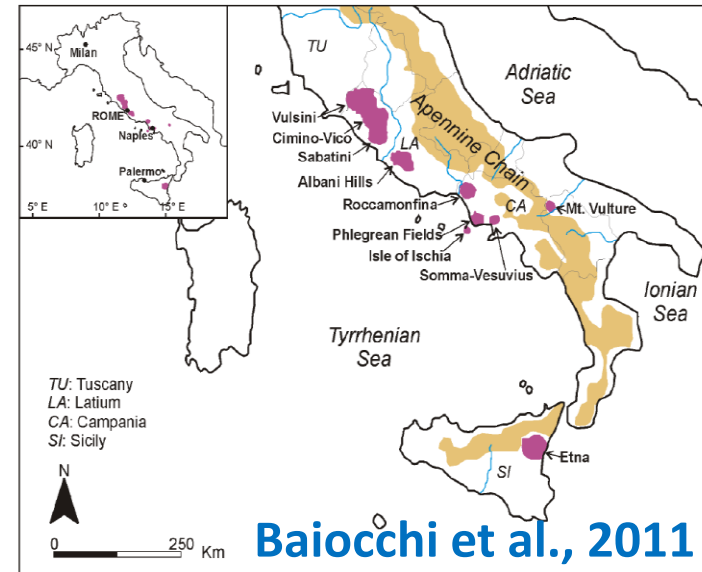 45° N
Milan
ROME
40° N
Naples
Palermo
5° E
10° E
15° E
TU
Adriatic
Sea
Apennine Chain
Vulsini
Cimino-Vico
LA
Sabatini
Albani Hills
Roccamonfina
CA
Mt. Vulture
Phlegrean Fields
Isle of Ischia
Somma-Vesuvius
Ionian
Sea
Tyrrhenian
Sea
TU: Tuscany
LA: Latium
CA: Campania
SI: Sicily
N
SI
Etna
0 250 Km
Baiocchi et al., 2011